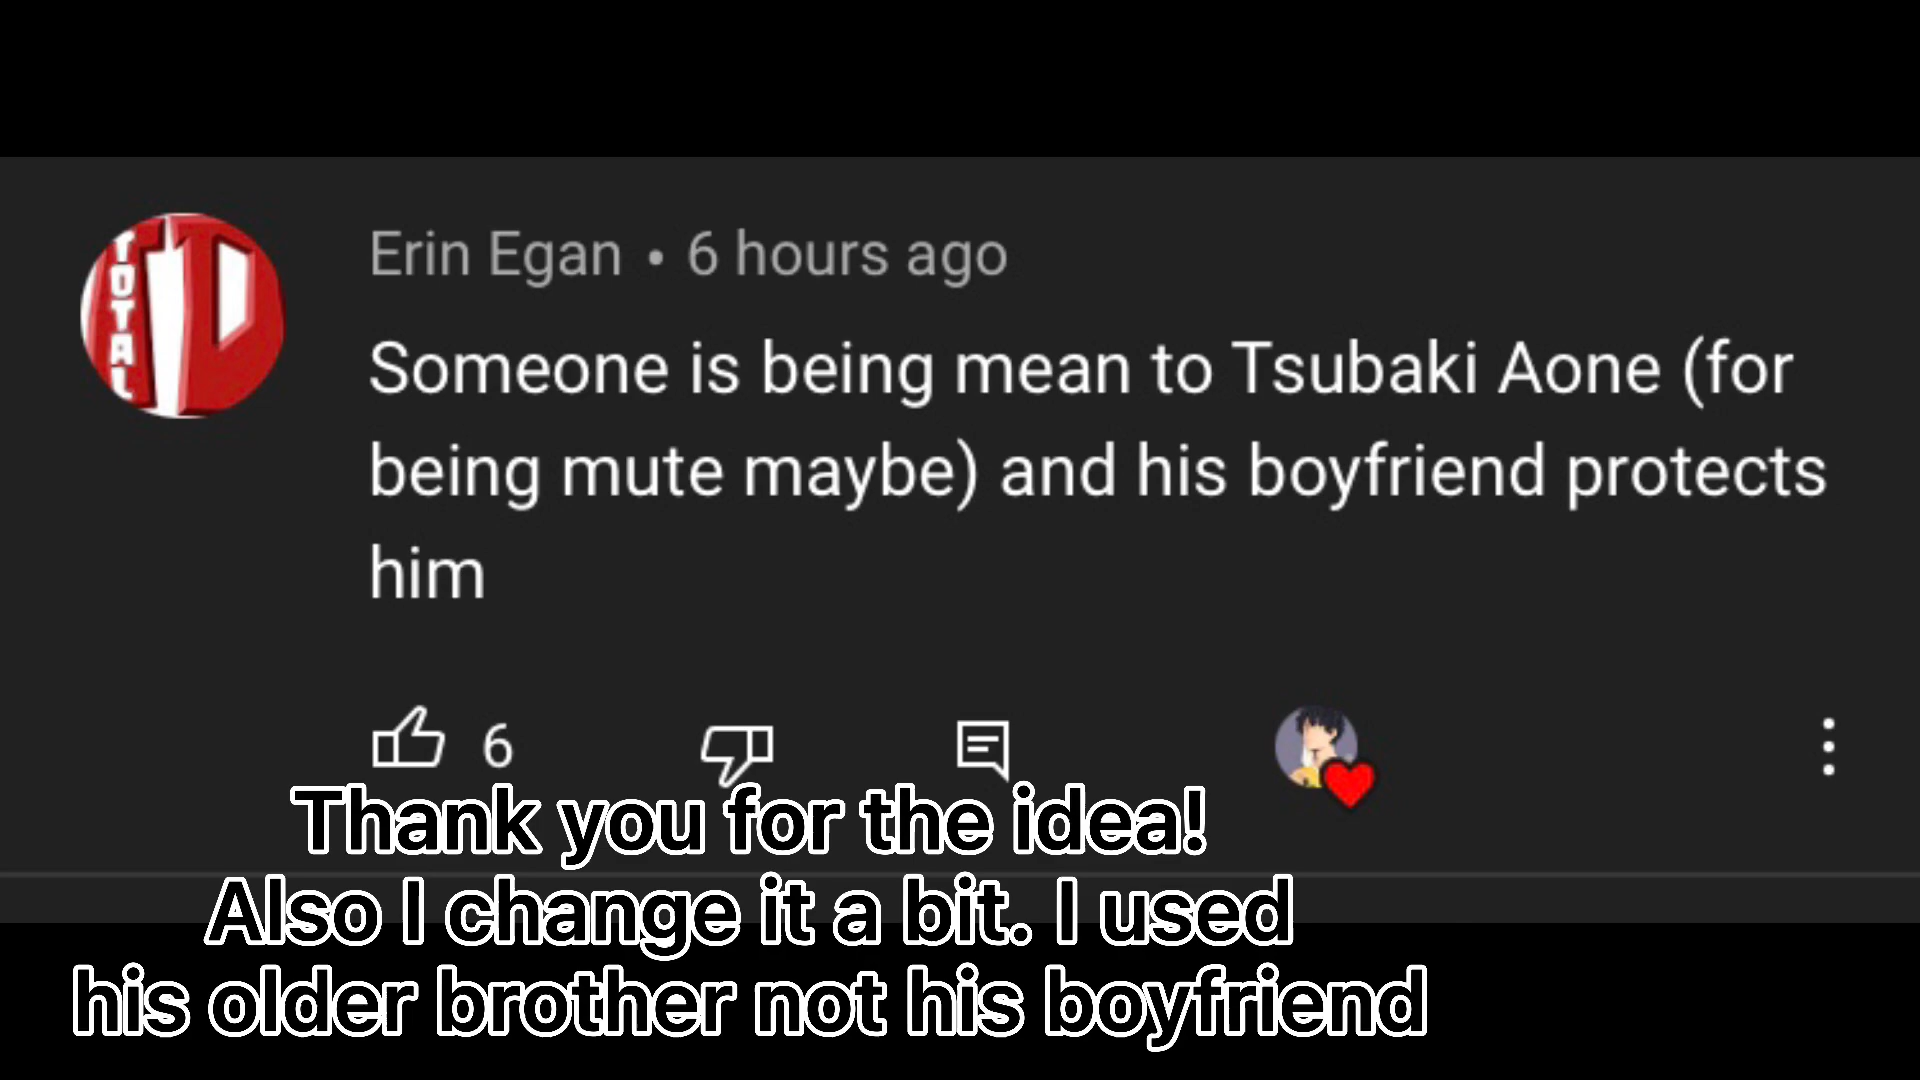 TOTAL
TD
Erin Egan • 6 hours ago
Someone is being mean to Tsubaki Aone (for
being mute maybe) and his boyfriend protects
him
6
Thank you for the idea!
Also I change it a bit. I used
his older brother not his boyfriend